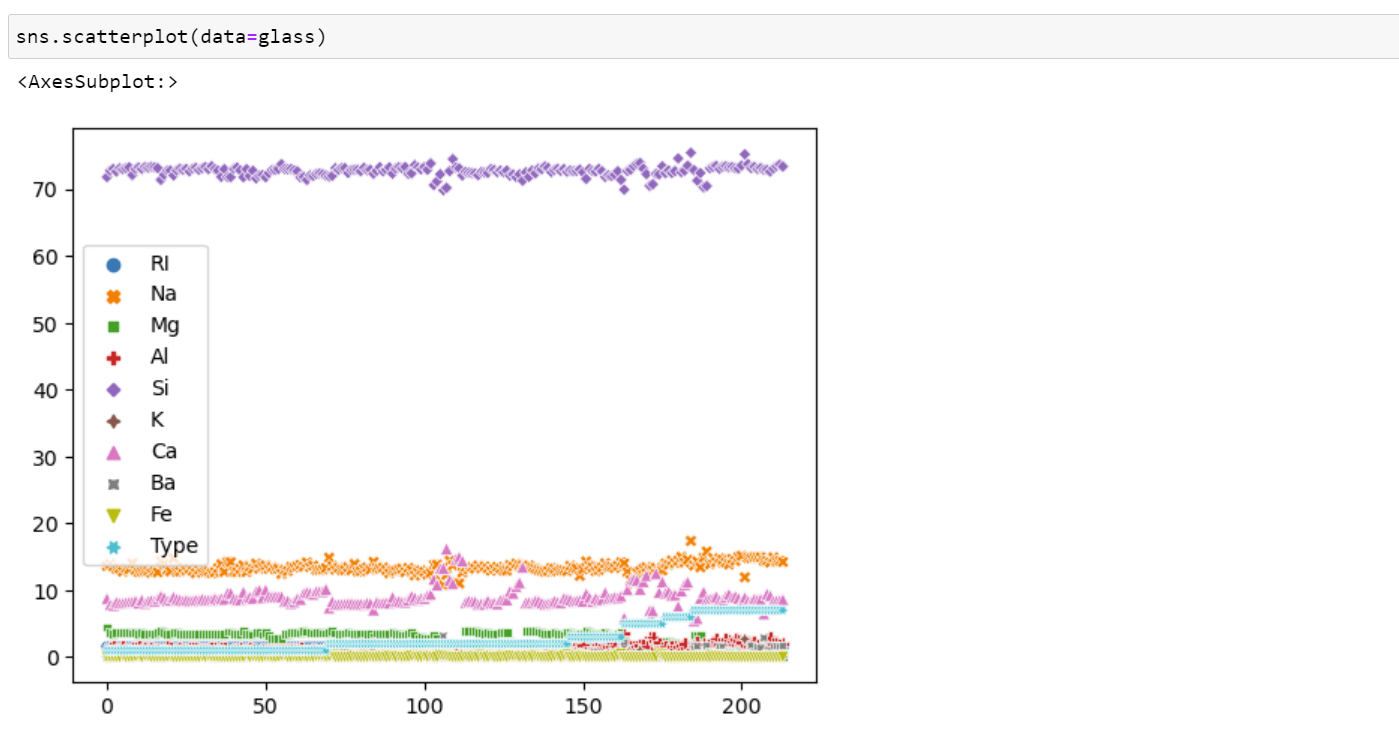 sns.scatterplot(data=glass)
<AxesSubplot:>
70
60
50
40
30
20
10
0
RI
Na
Mg
Al
Si
K
Ca
Ba
Fe
Type
0 50 100 150 200